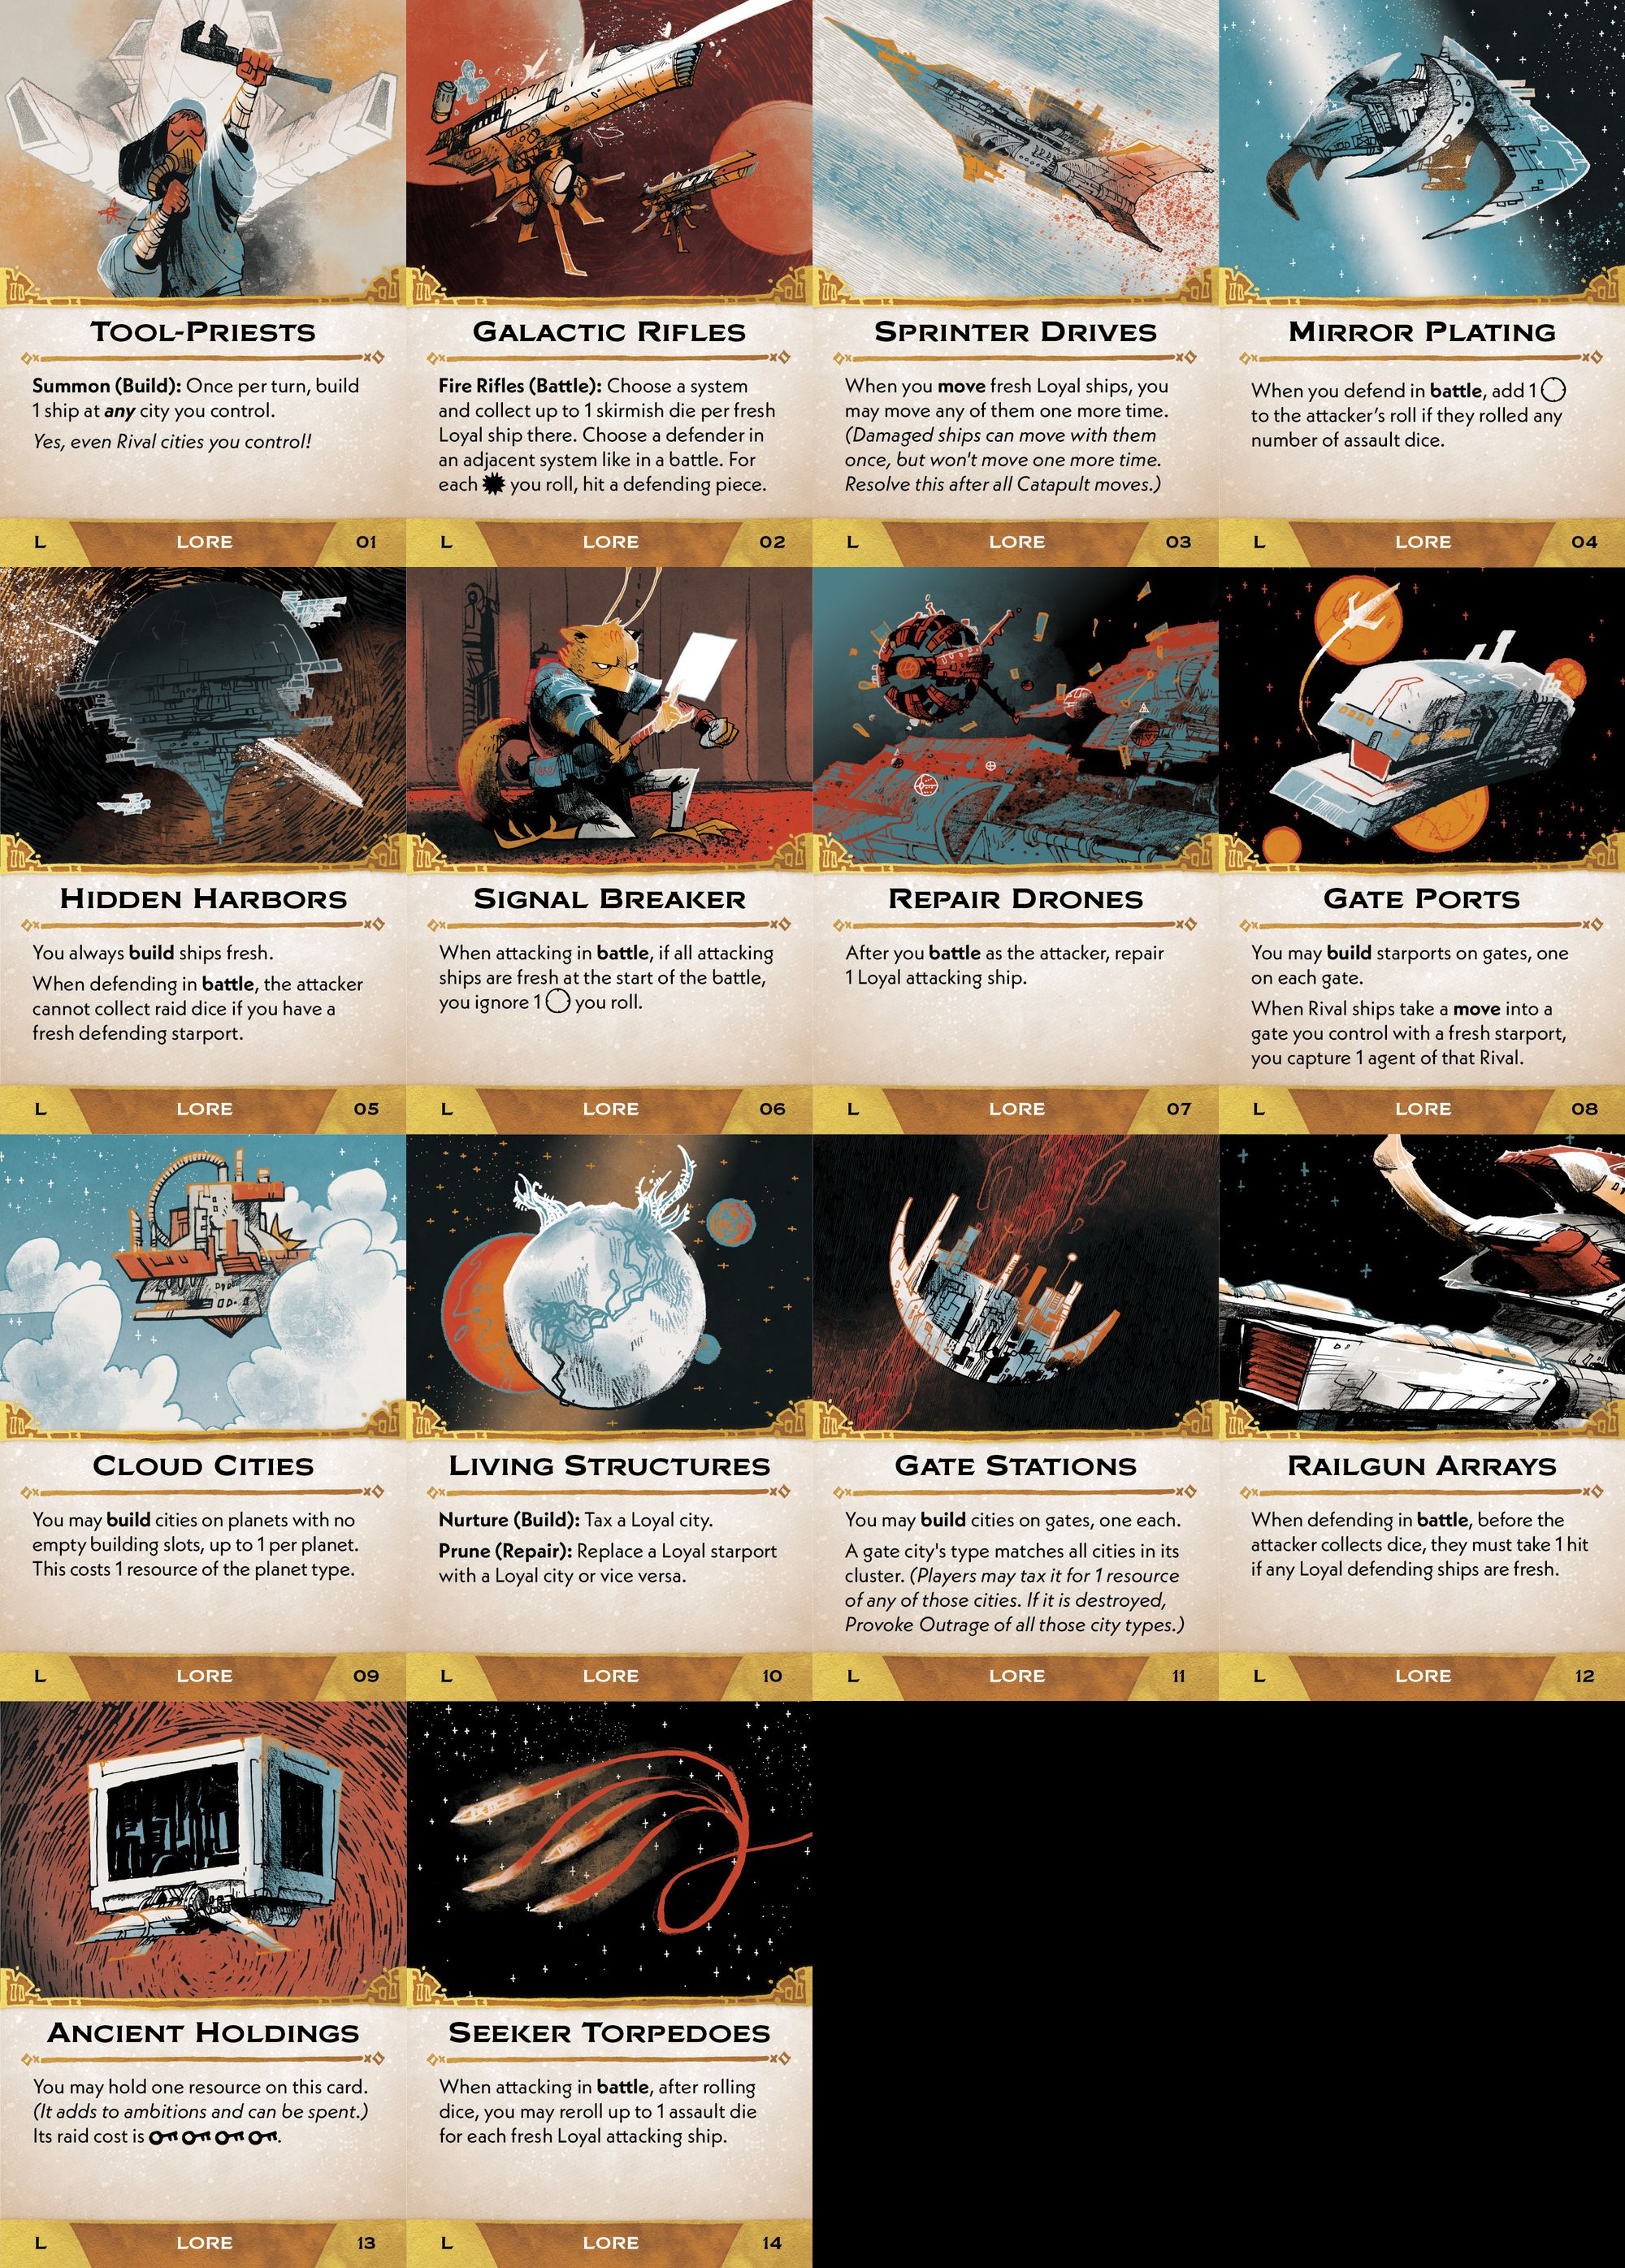 TOOL-PRIESTS
Summon (Build): Once per turn, build
1 ship at any city you control.
Yes, even Rival cities you control!
L LORE 01
GALACTIC RIFLES
Fire Rifles (Battle): Choose a system
and collect up to 1 skirmish die per fresh
Loyal ship there. Choose a defender in
an adjacent system like in a battle. For
each you roll, hit a defending piece.
L LORE 02
SPRINTER DRIVES
When you move fresh Loyal ships, you
may move any of them one more time.
(Damaged ships can move with them
once, but won't move one more time.
Resolve this after all Catapult moves.)
L LORE 03
MIRROR PLATING
When you defend in battle, add 1
to the attacker's roll if they rolled any
number of assault dice.
L LORE 04
HIDDEN HARBORS
You always build ships fresh.
When defending in battle, the attacker
cannot collect raid dice if you have a
fresh defending starport.
L LORE 05
SIGNAL BREAKER
When attacking in battle, if all attacking
ships are fresh at the start of the battle,
you ignore 1 you roll.
L LORE 06
REPAIR DRONES
After you battle as the attacker, repair
1 Loyal attacking ship.
L LORE 07
GATE PORTS
You may build starports on gates, one
on each gate.
When Rival ships take a move into a
gate you control with a fresh starport,
you capture 1 agent of that Rival.
L LORE 08
CLOUD CITIES
You may build cities on planets with no
empty building slots, up to 1 per planet.
This costs 1 resource of the planet type.
L LORE 09
LIVING STRUCTURES
Nurture (Build): Tax a Loyal city.
Prune (Repair): Replace a Loyal starport
with a Loyal city or vice versa.
L LORE 10
GATE STATIONS
You may build cities on gates, one each.
A gate city's type matches all cities in its
cluster. (Players may tax it for 1 resource
of any of those cities. If it is destroyed,
Provoke Outrage of all those city types.)
L LORE 11
RAILGUN ARRAYS
When defending in battle, before the
attacker collects dice, they must take 1 hit
if any Loyal defending ships are fresh.
L LORE 12
ANCIENT HOLDINGS
You may hold one resource on this card.
(It adds to ambitions and can be spent.)
Its raid cost is .
L LORE 13
SEEKER TORPEDOES
When attacking in battle, after rolling
dice, you may reroll up to 1 assault die
for each fresh Loyal attacking ship.
L LORE 14